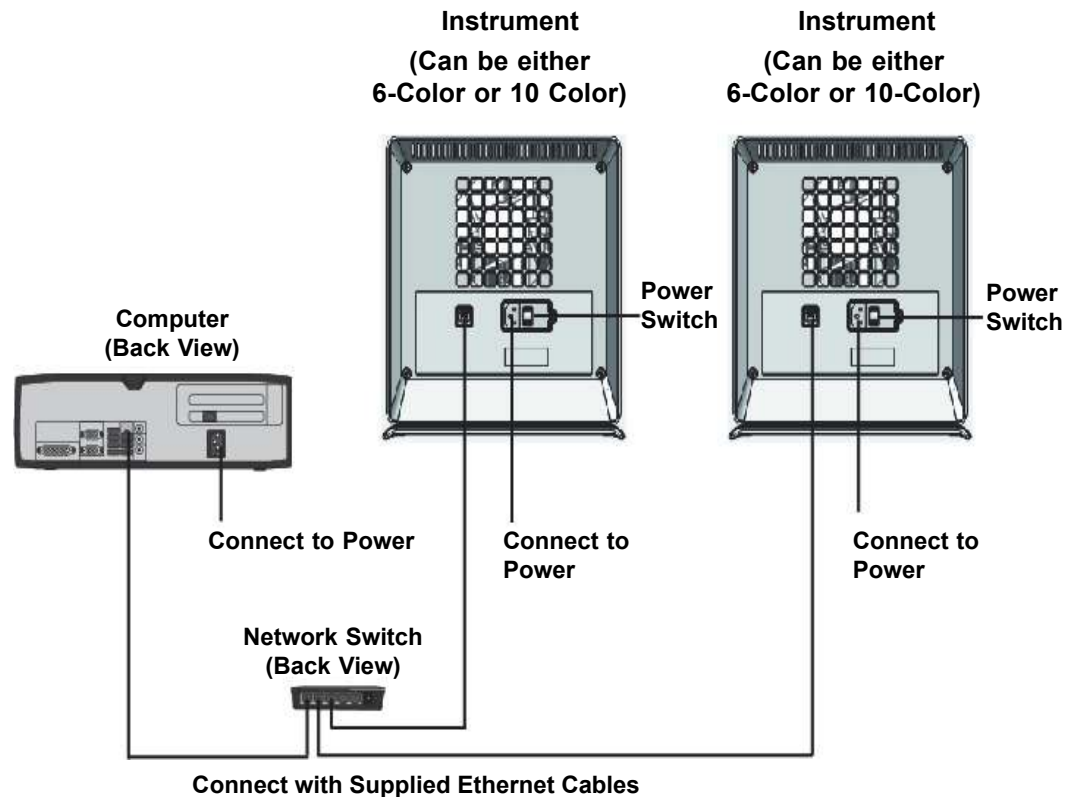 Instrument
(Can be either
6-Color or 10 Color)
Instrument
(Can be either
6-Color or 10-Color)
Power
Switch
Power
Switch
Computer
(Back View)
Connect to Power
Connect to
Power
Connect to
Power
Network Switch
(Back View)
Connect with Supplied Ethernet Cables